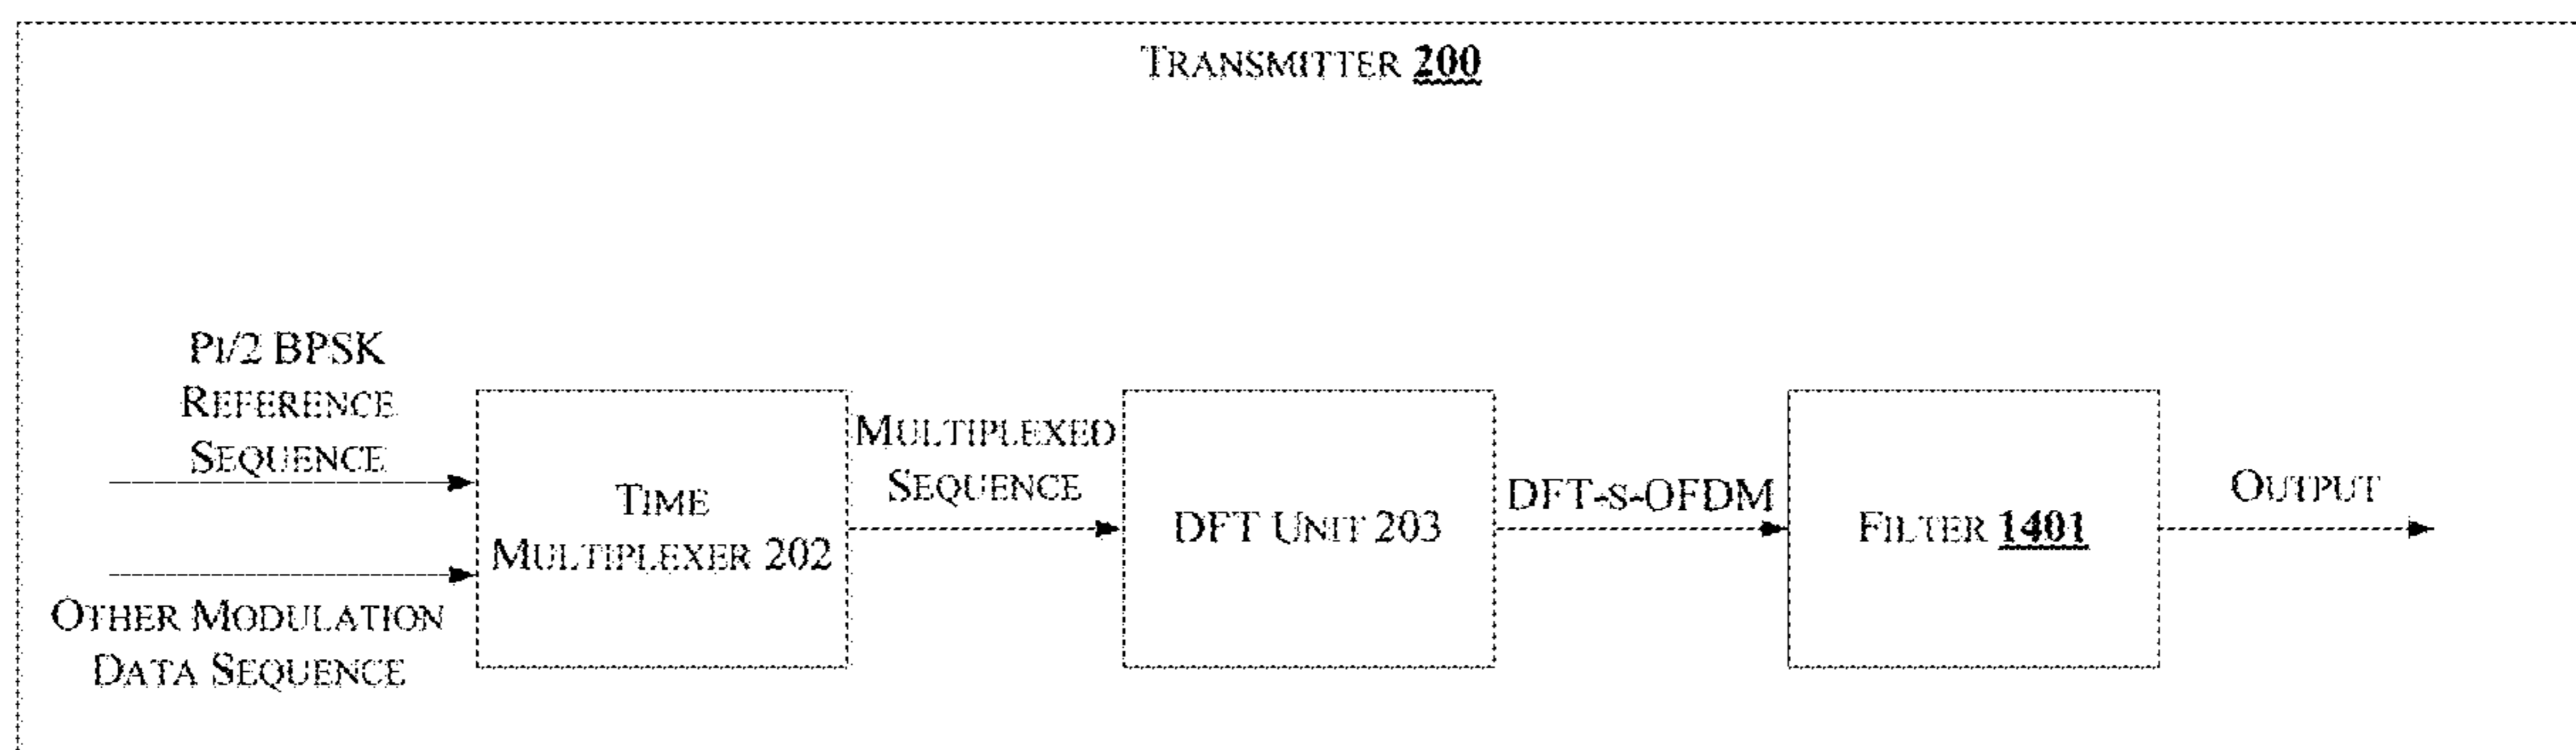 TRANSMITTER 200
PI/2 BPSK
REFERENCE
SEQUENCE
OTHER MODULATION
DATA SEQUENCE
TIME
MULTIPLEXER 202
MULTIPLEXED
SEQUENCE
DFT UNIT 203
DFT-S-OFDM
FILTER 1401
OUTPUT